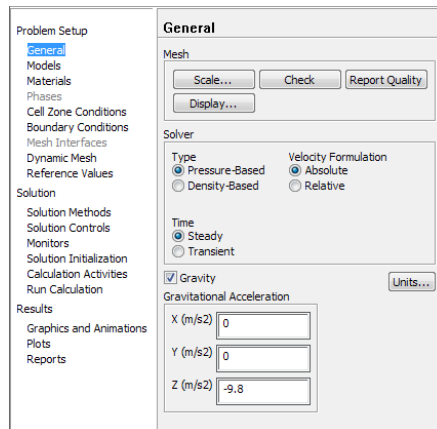 Problem Setup
General
Models
Materials
Phases
Cell Zone Conditions
Boundary Conditions
Mesh Interfaces
Dynamic Mesh
Reference Values
Solution
Solution Methods
Solution Controls
Monitors
Solution Initialization
Calculation Activities
Run Calculation
Results
Graphics and Animations
Plots
Reports
General
Mesh
Scale... Check Report Quality
Display...
Solver
Type Velocity Formulation
Pressure-Based Absolute
Density-Based Relative
Time
Steady
Transient
Gravity Units...
Gravitational Acceleration
X (m/s2) 0
Y (m/s2) 0
Z (m/s2) -9.8